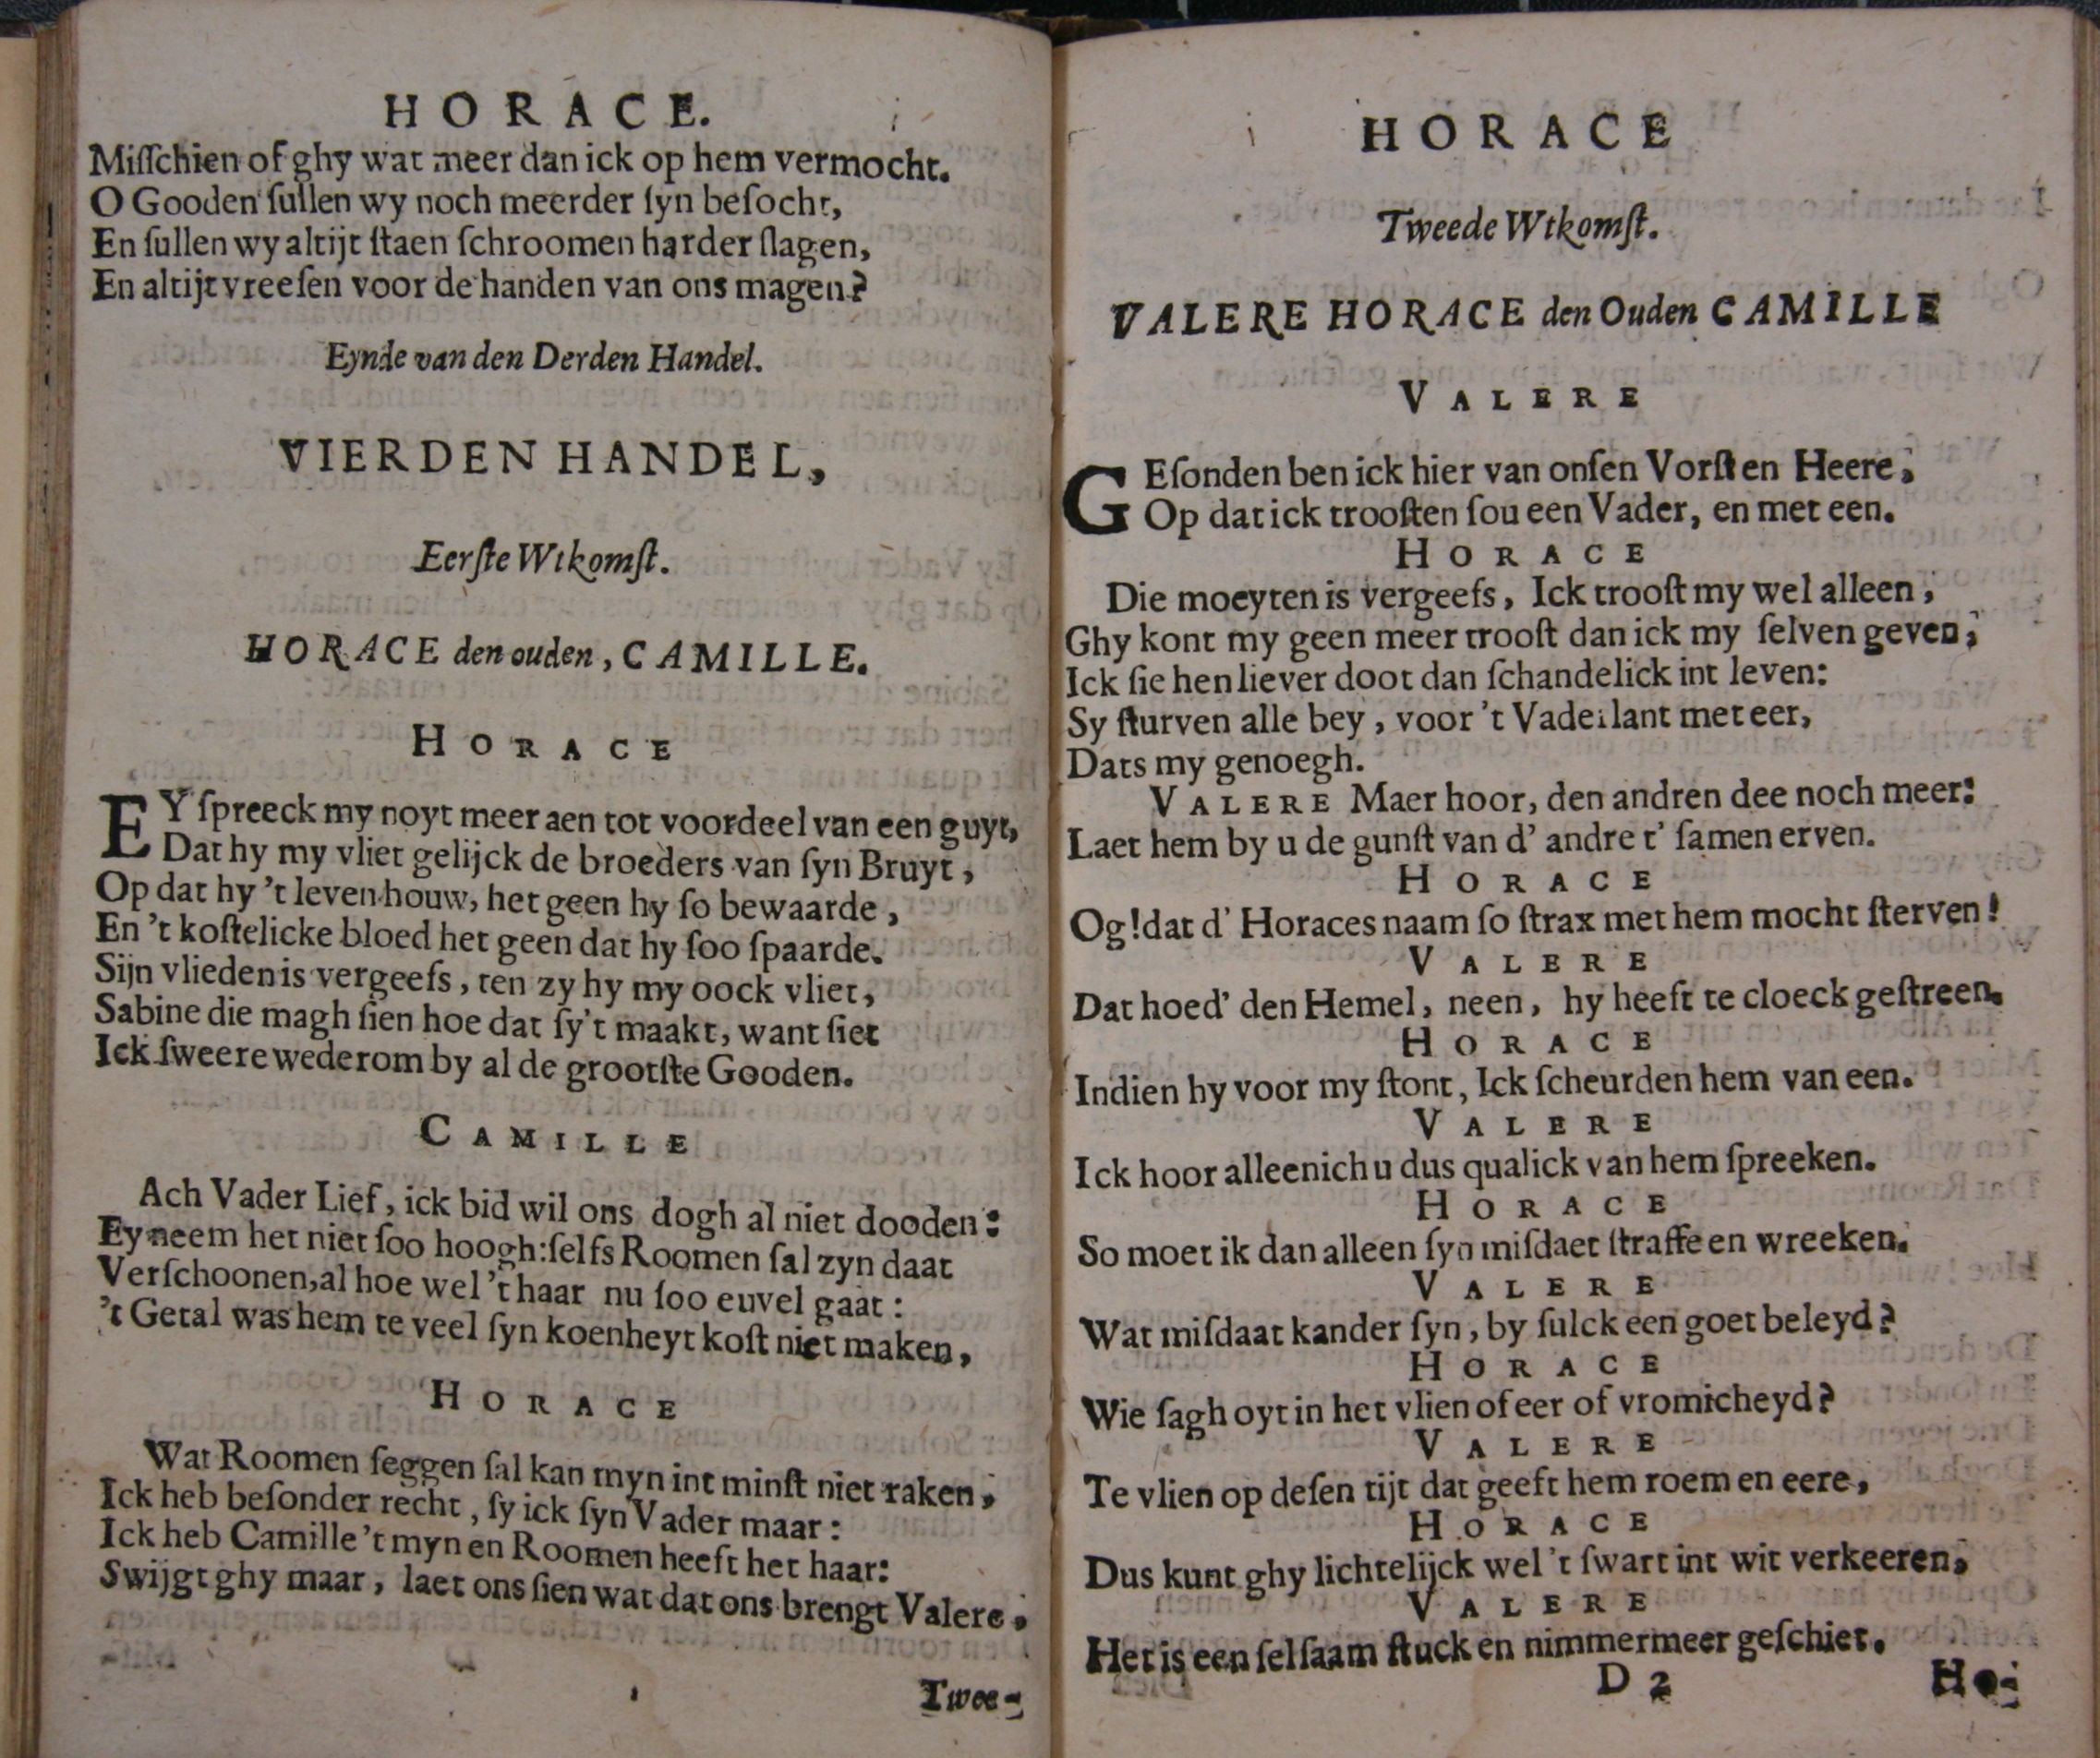 HORACE.
Miſſchien of ghy wat meer dan ick op hem vermocht.
O Gooden ſullen wy noch meerder ſyn beſocht,
En ſullen wy altijt ſtaen ſchroomen harder ſlagen,
En altijt vreeſen voor de handen van ons magen?
Eynde van den Derden Handel.
VIERDEN HANDEL,
Eerſte Wtkomſt.
HORACE den ouden, CAMILLE.
HORACE
EY ſpreeck my noyt meer aen tot voordeel van een guyt,
Dat hy my vliet gelijck de broeders van ſyn Bruyt,
Op dat hy 't leven houw, het geen hy ſo bewaarde,
En 't koſtelicke bloed het geen dat hy ſoo ſpaarde.
Sijn vlieden is vergeefs, ten zy hy my oock vliet,
Sabine die magh ſien hoe dat ſy't maakt, want ſiet
Ick ſweere wederom by al de grootſte Gooden.
CAMILLE
Ach Vader Lief, ick bid wil ons dogh al niet dooden:
Ey neem het niet ſoo hoogh: ſelfs Roomen ſal zyn daat
Verſchoonen, al hoe wel 't haar nu ſoo euvel gaat:
't Getal was hem te veel ſyn koenheyt koſt niet maken,
HORACE
Wat Roomen ſeggen ſal kan myn int minſt niet raken,
Ick heb beſonder recht, ſy ick ſyn Vader maar:
Ick heb Camille 't myn en Roomen heeft het haar:
Swijgt ghy maar, laet ons ſien wat dat ons brengt Valere,
Twee-
HORACE
Tweede Wtkomſt.
VALERE HORACE den Ouden CAMILLE
VALERE
GEſonden ben ick hier van onſen Vorſt en Heere,
Op dat ick trooſten ſou een Vader, en met een.
HORACE
Die moeyten is vergeefs, Ick trooſt my wel alleen,
Ghy kont my geen meer trooſt dan ick my ſelven geven,
Ick ſie hen liever doot dan ſchandelick int leven:
Sy ſturven alle bey, voor 't Vaderlant met eer,
Dats my genoegh.
VALERE Maer hoor, den andren dee noch meer:
Laet hem by u de gunſt van d' andre t' ſamen erven.
HORACE
Og! dat d' Horaces naam ſo ſtrax met hem mocht ſterven!
VALERE
Dat hoed' den Hemel, neen, hy heeft te cloeck geſtreen.
HORACE
Indien hy voor my ſtont, Ick ſcheurden hem van een.
VALERE
Ick hoor alleenich u dus qualick van hem ſpreeken.
HORACE
So moet ik dan alleen ſyn miſdaet ſtraffe en wreeken.
VALERE
Wat miſdaat kander ſyn, by ſulck een goet beleyd?
HORACE
Wie ſagh oyt in het vlien of eer of vromicheyd?
VALERE
Te vlien op deſen tijt dat geeft hem roem en eere,
HORACE
Dus kunt ghy lichtelijck wel 't ſwart int wit verkeeren,
VALERE
Het is een ſelſaam ſtuck en nimmermeer geſchiet.
D 2
Ho-